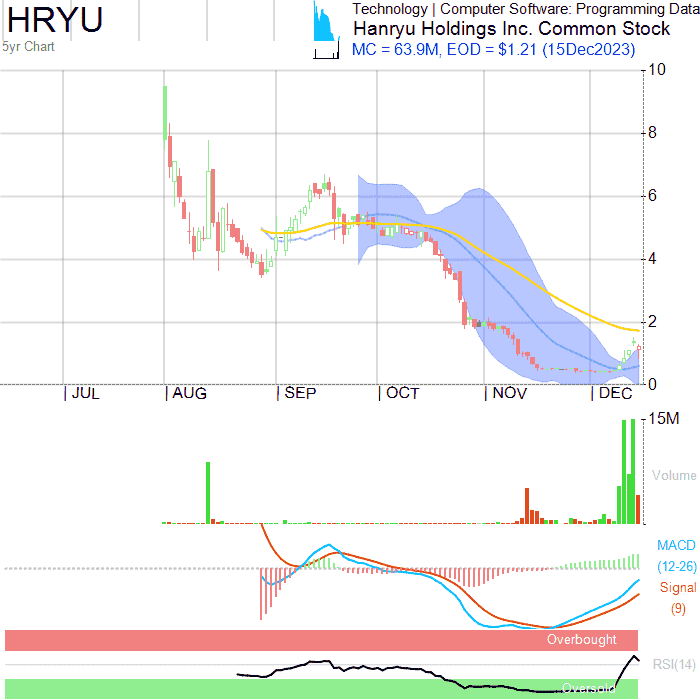 HRYU
5yr Chart
Technology | Computer Software: Programming Data
Hanryu Holdings Inc. Common Stock
MC = 63.9M, EOD = $1.21 (15Dec2023)
10
8
6
4
2
0
JUL AUG SEP OCT NOV DEC
15M
Volume
MACD
(12-26)
Signal
(9)
Overbought
RSI(14)
Oversold